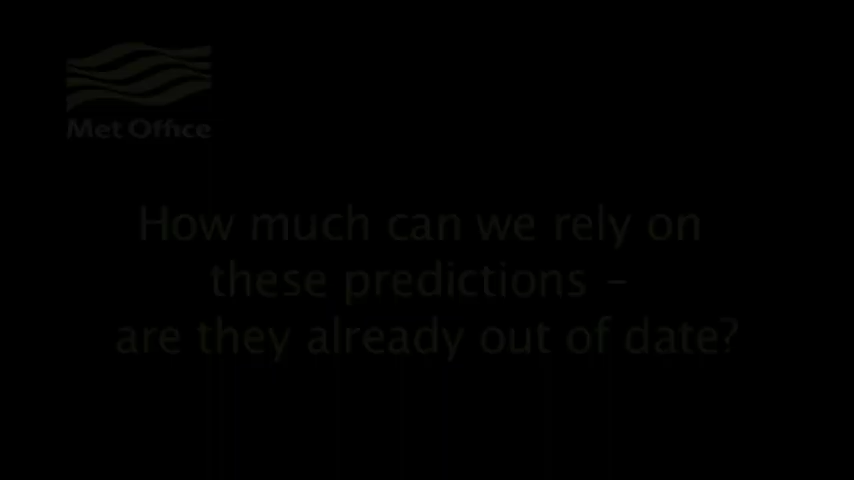 Met Office
How much can we rely on
these predictions –
are they already out of date?